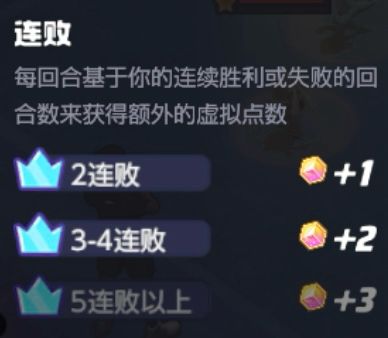 连败
每回合基于你的连续胜利或失败的回
合数来获得额外的虚拟点数
2连败 +1
3-4连败 +2
5连败以上 +3